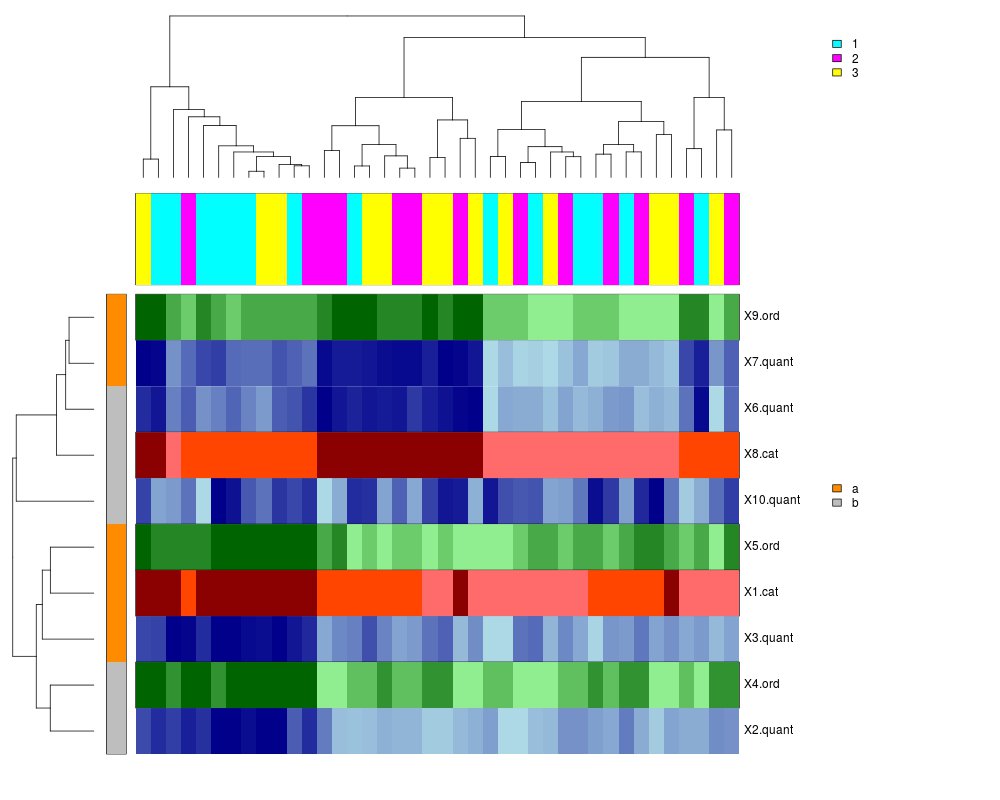 1
2
3
X9.ord
X7.quant
X6.quant
X8.cat
X10.quant
a
b
X5.ord
X1.cat
X3.quant
X4.ord
X2.quant